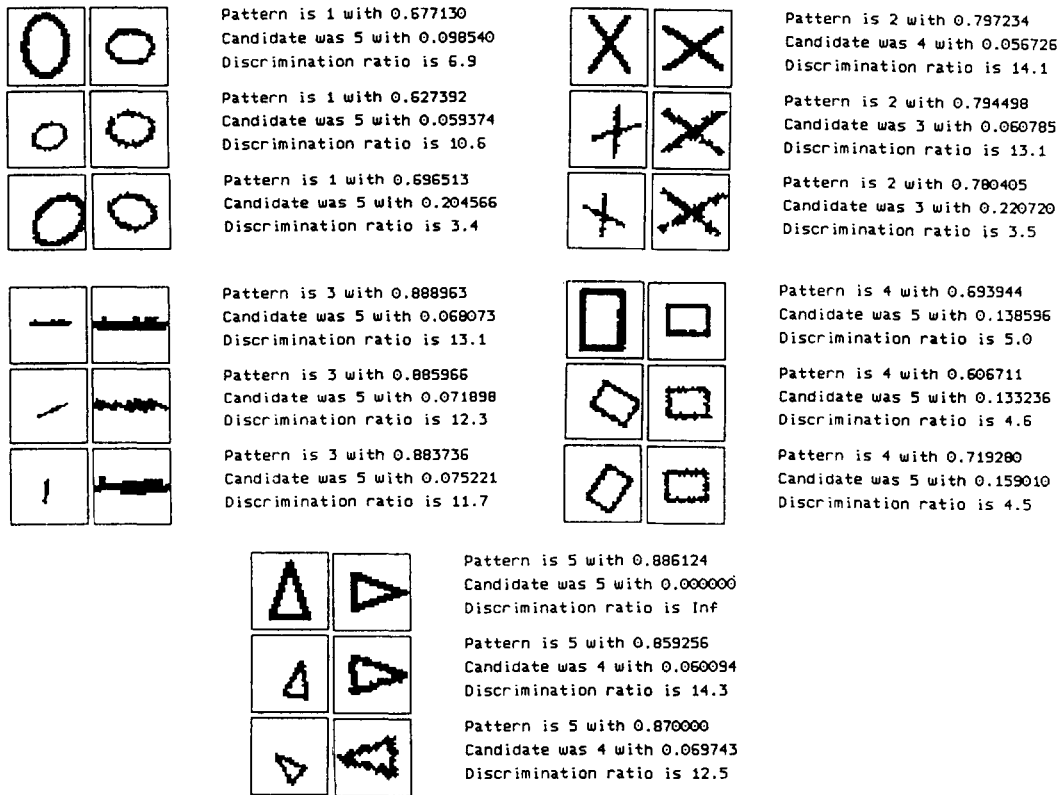 Pattern is 1 with 0.677130
Candidate was 5 with 0.098540
Discrimination ratio is 6.9
Pattern is 1 with 0.627392
Candidate was 5 with 0.059374
Discrimination ratio is 10.6
Pattern is 1 with 0.696513
Candidate was 5 with 0.204566
Discrimination ratio is 3.4
Pattern is 2 with 0.797234
Candidate was 4 with 0.056726
Discrimination ratio is 14.1
Pattern is 2 with 0.794498
Candidate was 3 with 0.060785
Discrimination ratio is 13.1
Pattern is 2 with 0.780405
Candidate was 3 with 0.220720
Discrimination ratio is 3.5
Pattern is 3 with 0.888963
Candidate was 5 with 0.068073
Discrimination ratio is 13.1
Pattern is 3 with 0.885966
Candidate was 5 with 0.071898
Discrimination ratio is 12.3
Pattern is 3 with 0.883736
Candidate was 5 with 0.075221
Discrimination ratio is 11.7
Pattern is 4 with 0.693944
Candidate was 5 with 0.138596
Discrimination ratio is 5.0
Pattern is 4 with 0.606711
Candidate was 5 with 0.133236
Discrimination ratio is 4.6
Pattern is 4 with 0.719280
Candidate was 5 with 0.159010
Discrimination ratio is 4.5
Pattern is 5 with 0.886124
Candidate was 5 with 0.000000
Discrimination ratio is Inf
Pattern is 5 with 0.859256
Candidate was 4 with 0.060094
Discrimination ratio is 14.3
Pattern is 5 with 0.870000
Candidate was 4 with 0.069743
Discrimination ratio is 12.5